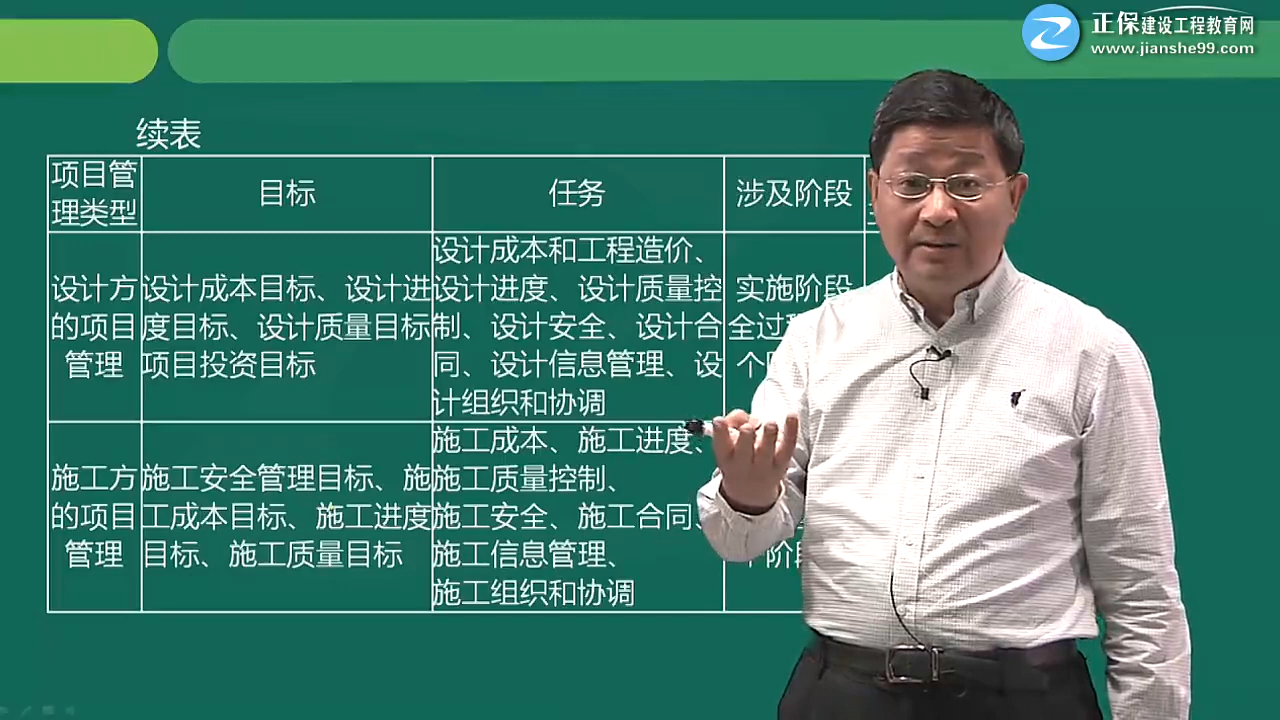 正保建设工程教育网
www.jianshe99.com
续表
项目管
理类型
目标
任务
涉及阶段
设计方
的项目
管理
设计成本目标、设计进
度目标、设计质量目标
项目投资目标
设计成本和工程造价、
设计进度、设计质量控
制、设计安全、设计合
同、设计信息管理、设
计组织和协调
实施阶段
全过
个
施工方
的项目
管理
施工安全管理目标、施
工成本目标、施工进度
目标、施工质量目标
施工成本、施工进度、
施工质量控制、
施工安全、施工合同、
施工信息管理、
施工组织和协调
个阶